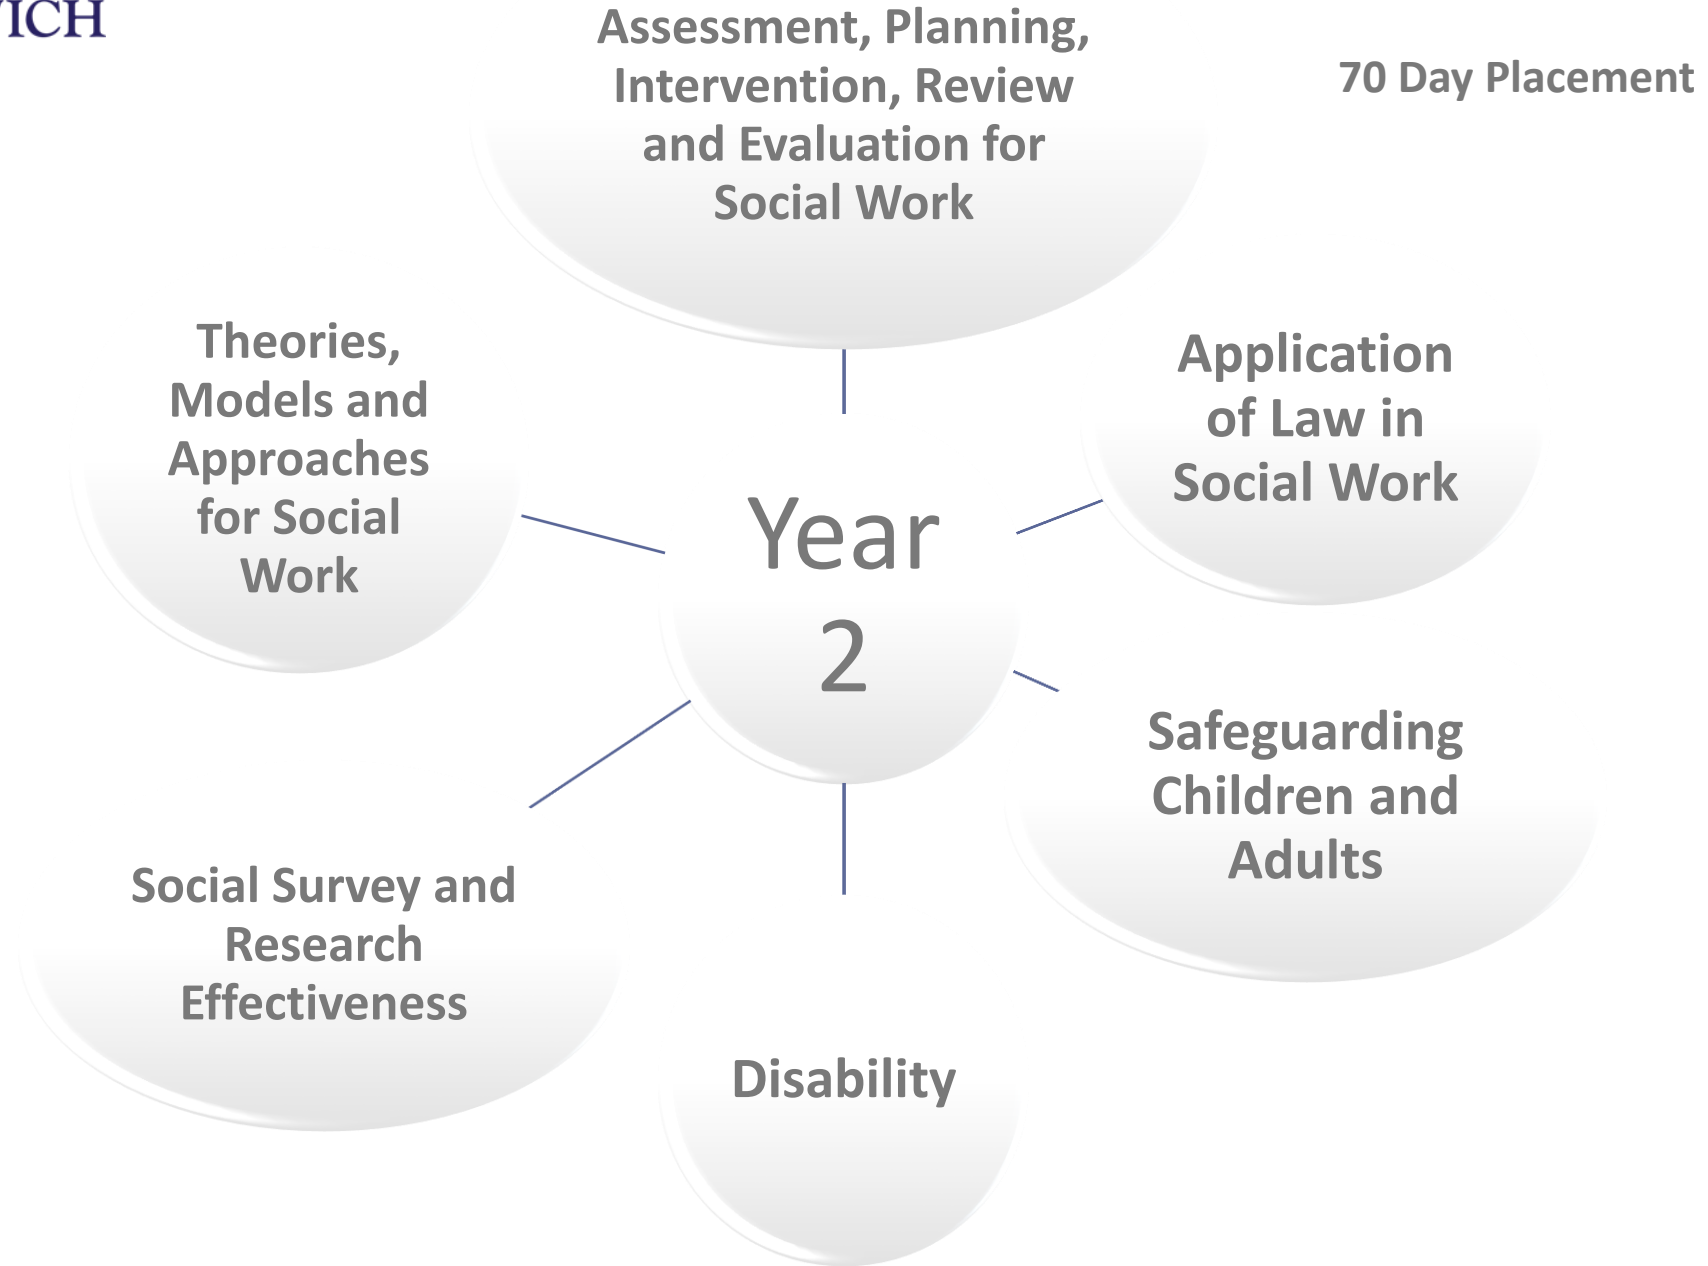 Assessment, Planning,
Intervention, Review
and Evaluation for
Social Work
70 Day Placement
Theories,
Models and
Approaches
for Social
Work
Application
of Law in
Social Work
Year
2
Safeguarding
Children and
Adults
Social Survey and
Research
Effectiveness
Disability